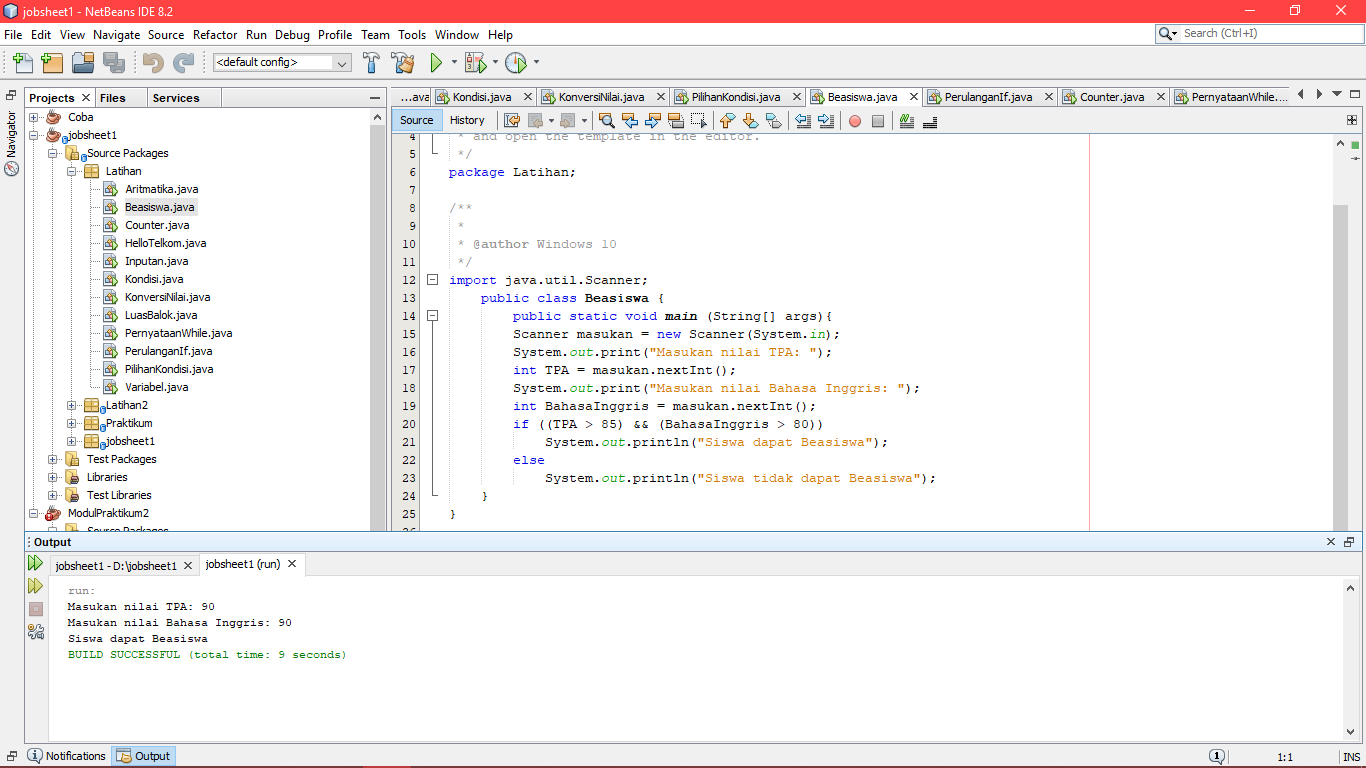 jobsheet1 - NetBeans IDE 8.2
File Edit View Navigate Source Refactor Run Debug Profile Team Tools Window Help
Search (Ctrl+I)
<default config>
Navigator
Projects Files Services
Coba
jobsheet1
Source Packages
Latihan
Aritmatika.java
Beasiswa.java
Counter.java
HelloTelkom.java
Inputan.java
Kondisi.java
KonversiNilai.java
LuasBalok.java
PernyataanWhile.java
PerulanganIf.java
PilihanKondisi.java
Variabel.java
Latihan2
Praktikum
jobsheet1
Test Packages
Libraries
Test Libraries
ModulPraktikum2
Source Packages
...ava Kondisi.java KonversiNilai.java PilihanKondisi.java Beasiswa.java PerulanganIf.java Counter.java PernyataanWhile....
Source History
4 * and open the template in the editor.
5 */
6 package Latihan;
7
8 /**
9 *
10 * @author Windows 10
11 */
12 import java.util.Scanner;
13 public class Beasiswa {
14 public static void main (String[] args){
15 Scanner masukan = new Scanner(System.in);
16 System.out.print("Masukan nilai TPA: ");
17 int TPA = masukan.nextInt();
18 System.out.print("Masukan nilai Bahasa Inggris: ");
19 int BahasaInggris = masukan.nextInt();
20 if ((TPA > 85) && (BahasaInggris > 80))
21 System.out.println("Siswa dapat Beasiswa");
22 else
23 System.out.println("Siswa tidak dapat Beasiswa");
24 }
25 }
Output
jobsheet1 - D:\jobsheet1 jobsheet1 (run)
run:
Masukan nilai TPA: 90
Masukan nilai Bahasa Inggris: 90
Siswa dapat Beasiswa
BUILD SUCCESSFUL (total time: 9 seconds)
Notifications Output
1 1:1 INS